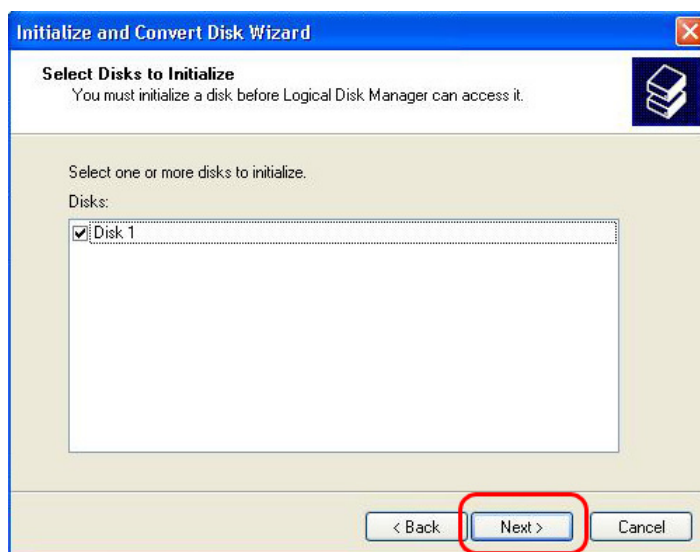 Initialize and Convert Disk Wizard
Select Disks to Initialize
You must initialize a disk before Logical Disk Manager can access it.
Select one or more disks to initialize.
Disks:
Disk 1
< Back Next > Cancel